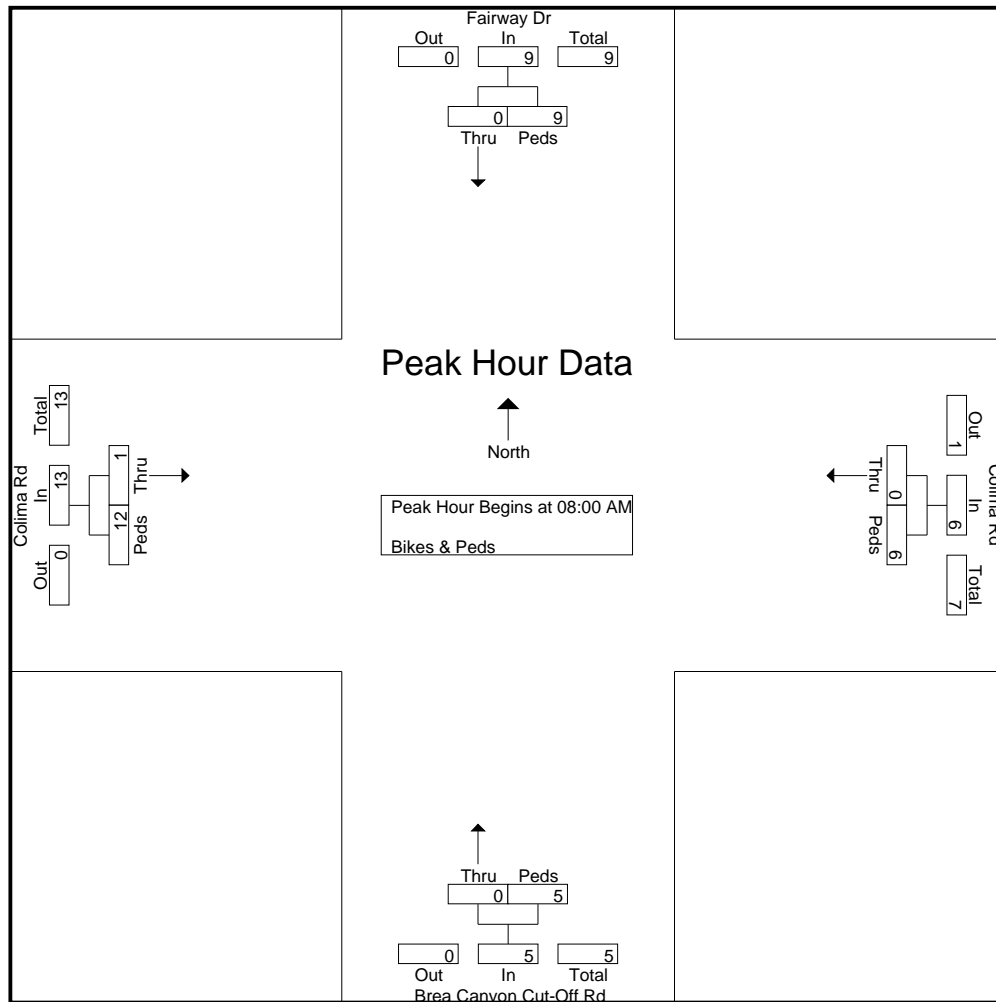 Fairway Dr
Out In Total
0 9 9
0 9
Thru Peds
Peak Hour Data
North
Peak Hour Begins at 08:00 AM
Bikes & Peds
Colima Rd
Total In Out
13 13 0
1 12
Thru Peds
Colima Rd
Out In Total
1 6 7
0 6
Thru Peds
Thru Peds
0 5
0 5 5
Out In Total
Brea Canyon Cut-Off Rd